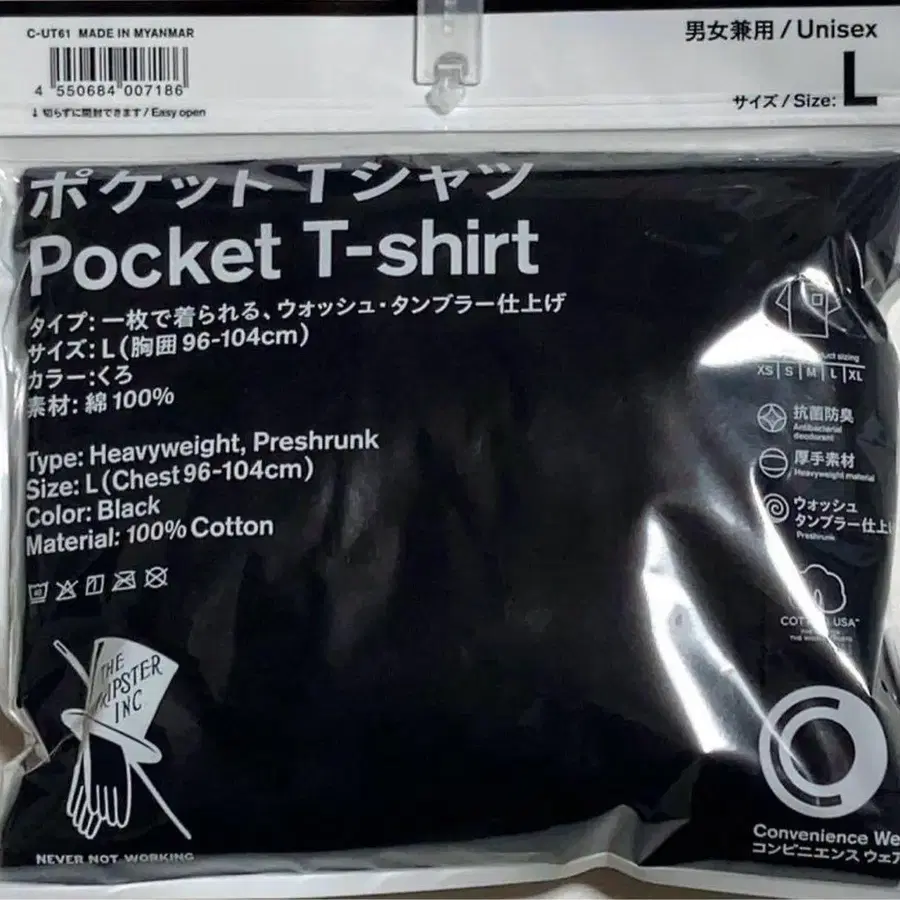 C-UT61 MADE IN MYANMAR
4 550684 007186
↓切らずに開封できます / Easy open
男女兼用 / Unisex
サイズ / Size: L
ポケットTシャツ
Pocket T-shirt
タイプ: 一枚で着られる、ウォッシュ・タンブラー仕上げ
サイズ: L (胸囲 96-104cm)
カラー:くろ
素材: 綿 100%
Type: Heavyweight, Preshrunk
Size: L (Chest 96-104cm)
Color: Black
Material: 100% Cotton
40
THE
INC
NEVER NOT WORKING
sizing
XS | S | M | L | XL
抗菌防臭
Antibacterial
deodorant
厚手素材
Heavyweight material
ウォッシュ
タンブラー仕上
Preshrunk
USA™
Convenience We
コンビニエンス ウェア